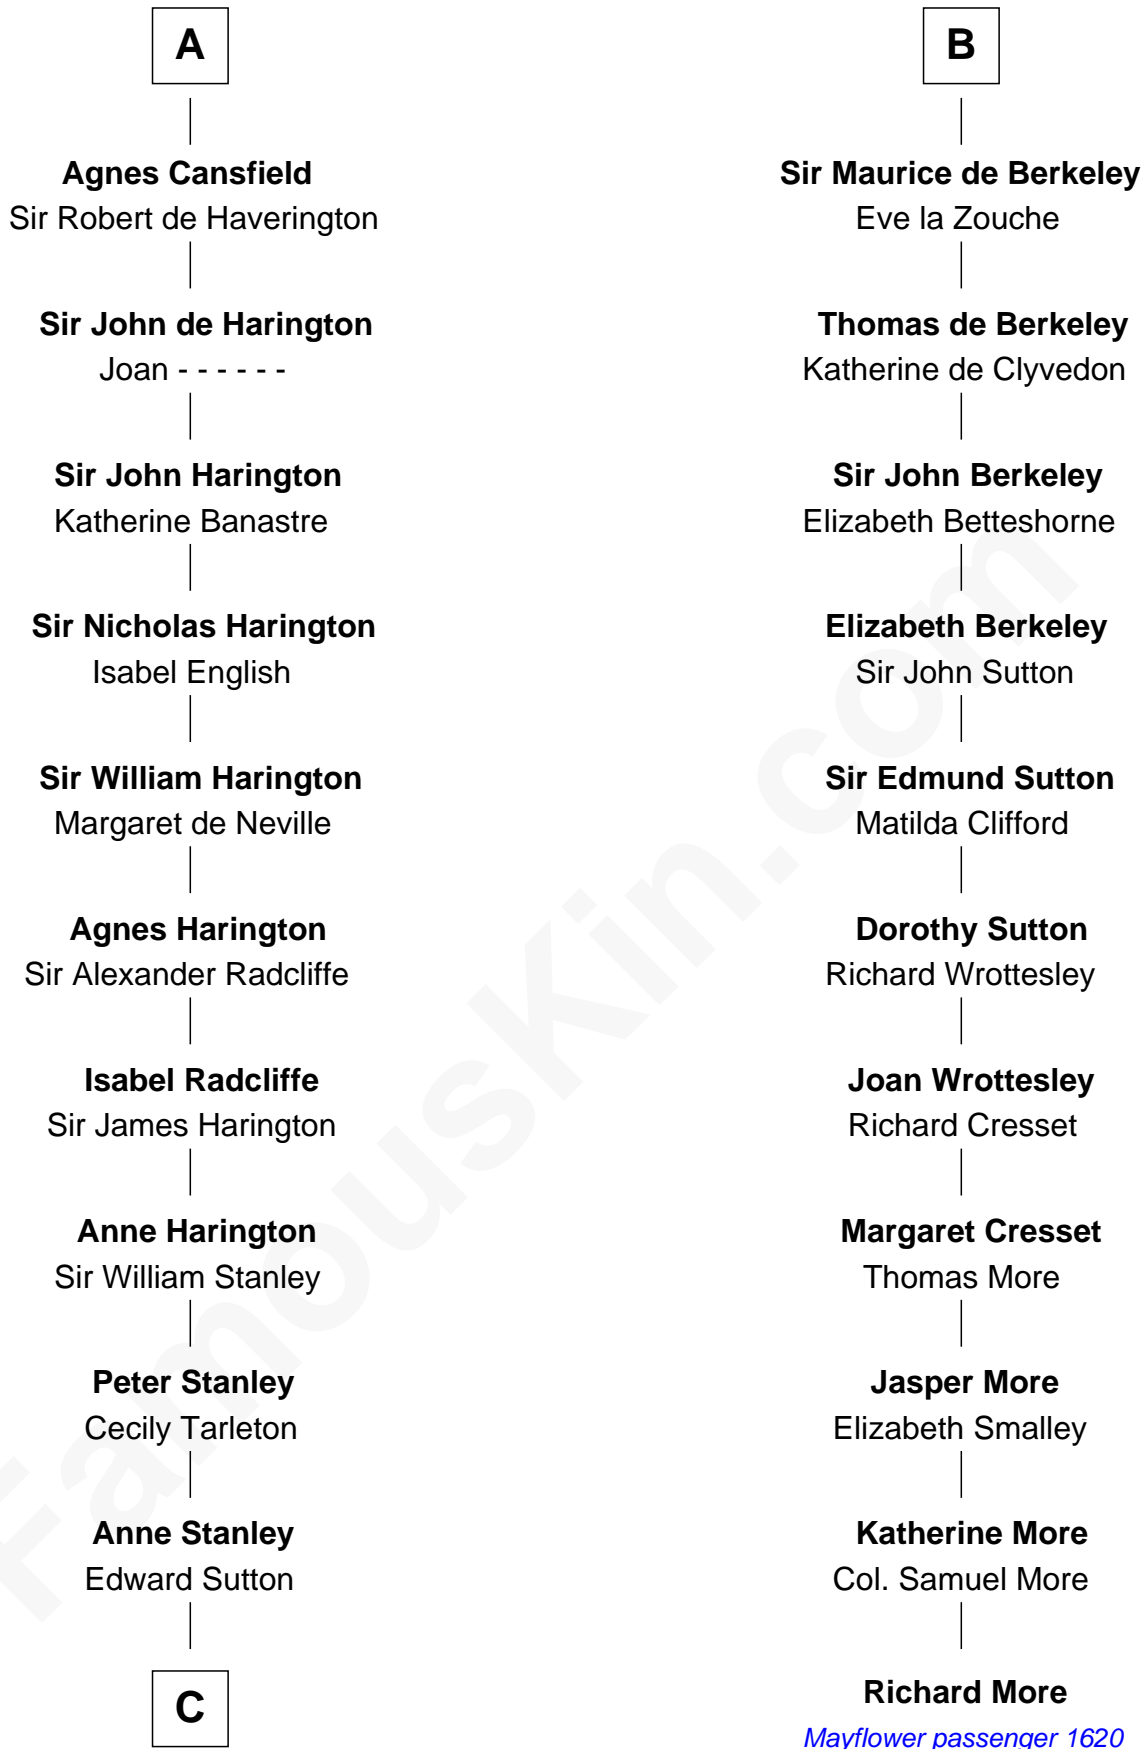 A
Agnes Cansfield
Sir Robert de Haverington
Sir John de Harington
Joan - - - - - -
Sir John Harington
Katherine Banastre
Sir Nicholas Harington
Isabel English
Sir William Harington
Margaret de Neville
Agnes Harington
Sir Alexander Radcliffe
Isabel Radcliffe
Sir James Harington
Anne Harington
Sir William Stanley
Peter Stanley
Cecily Tarleton
Anne Stanley
Edward Sutton
C
B
Sir Maurice de Berkeley
Eve la Zouche
Thomas de Berkeley
Katherine de Clyvedon
Sir John Berkeley
Elizabeth Betteshorne
Elizabeth Berkeley
Sir John Sutton
Sir Edmund Sutton
Matilda Clifford
Dorothy Sutton
Richard Wrottesley
Joan Wrottesley
Richard Cresset
Margaret Cresset
Thomas More
Jasper More
Elizabeth Smalley
Katherine More
Col. Samuel More
Richard More
Mayflower passenger 1620
FamousKin.com